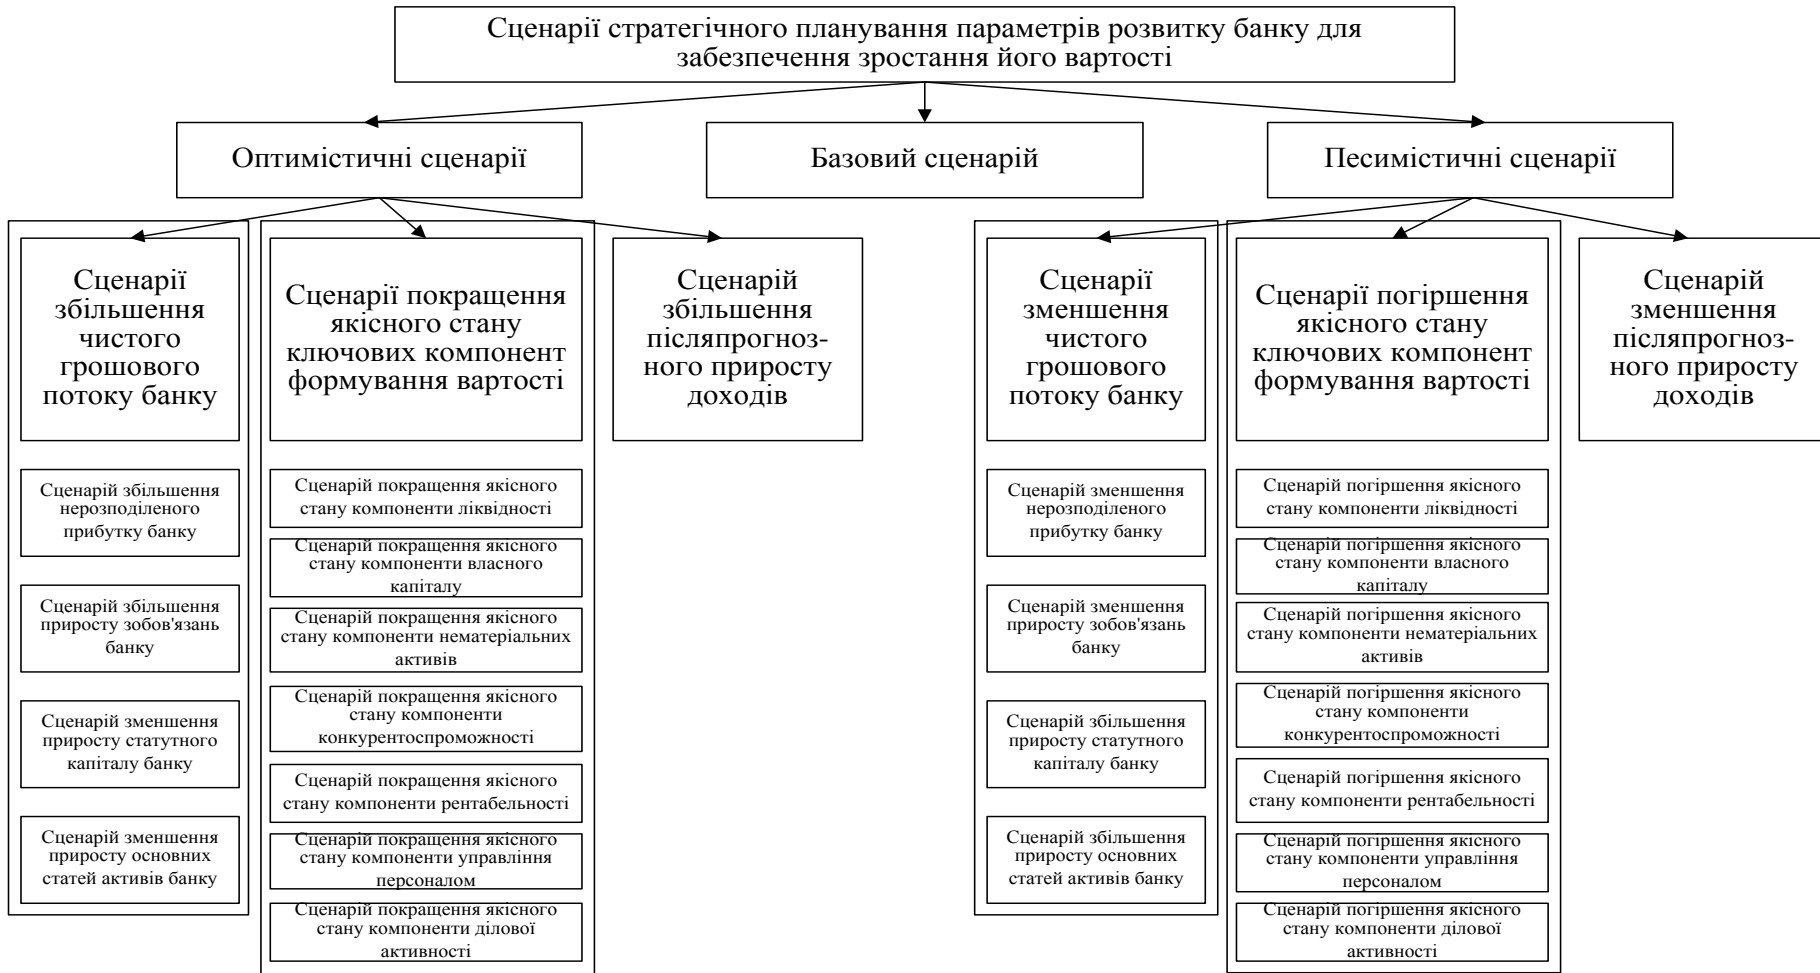 Сценарії стратегічного планування параметрів розвитку банку для
забезпечення зростання його вартості
Оптимістичні сценарії
Базовий сценарій
Песимістичні сценарії
Сценарії
збільшення
чистого
грошового
потоку банку
Сценарії покращення
якісного стану
ключових компонент
формування вартості
Сценарій
збільшення
післяпрогноз-
ного приросту
доходів
Сценарії
зменшення
чистого
грошового
потоку банку
Сценарії погіршення
якісного стану
ключових компонент
формування вартості
Сценарій
зменшення
післяпрогноз-
ного приросту
доходів
Сценарій збільшення
нерозподіленого
прибутку банку
Сценарій збільшення
приросту зобов'язань
банку
Сценарій зменшення
приросту статутного
капіталу банку
Сценарій зменшення
приросту основних
статей активів банку
Сценарій покращення якісного
стану компоненти ліквідності
Сценарій покращення якісного
стану компоненти власного
капіталу
Сценарій покращення якісного
стану компоненти нематеріальних
активів
Сценарій покращення якісного
стану компоненти
конкурентоспроможності
Сценарій покращення якісного
стану компоненти рентабельності
Сценарій покращення якісного
стану компоненти управління
персоналом
Сценарій покращення якісного
стану компоненти ділової
активності
Сценарій зменшення
нерозподіленого
прибутку банку
Сценарій зменшення
приросту зобов'язань
банку
Сценарій збільшення
приросту статутного
капіталу банку
Сценарій збільшення
приросту основних
статей активів банку
Сценарій погіршення якісного
стану компоненти ліквідності
Сценарій погіршення якісного
стану компоненти власного
капіталу
Сценарій погіршення якісного
стану компоненти нематеріальних
активів
Сценарій погіршення якісного
стану компоненти
конкурентоспроможності
Сценарій погіршення якісного
стану компоненти рентабельності
Сценарій погіршення якісного
стану компоненти управління
персоналом
Сценарій погіршення якісного
стану компоненти ділової
активності